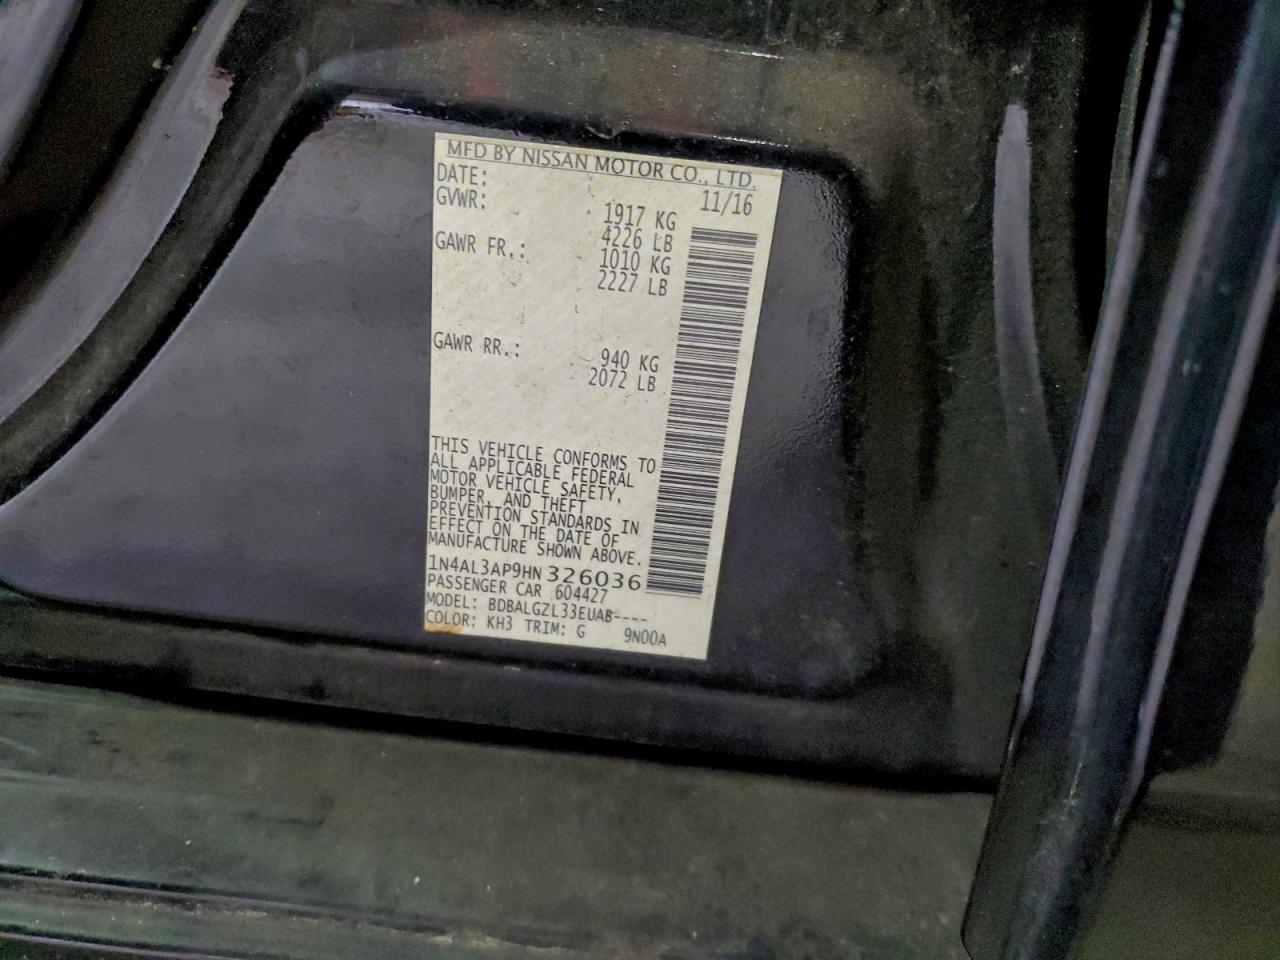 MFD BY NISSAN MOTOR CO., LTD.
DATE: 11/16
GVWR: 1917 KG
4226 LB
GAWR FR.: 1010 KG
2227 LB
GAWR RR.: 940 KG
2072 LB
THIS VEHICLE CONFORMS TO
ALL APPLICABLE FEDERAL
MOTOR VEHICLE SAFETY,
BUMPER, AND THEFT
PREVENTION STANDARDS IN
EFFECT ON THE DATE OF
MANUFACTURE SHOWN ABOVE.
1N4AL3AP9HN326036
PASSENGER CAR 604427
MODEL: BDBALGZL33EUAB----
COLOR: KH3 TRIM: G 9N00A